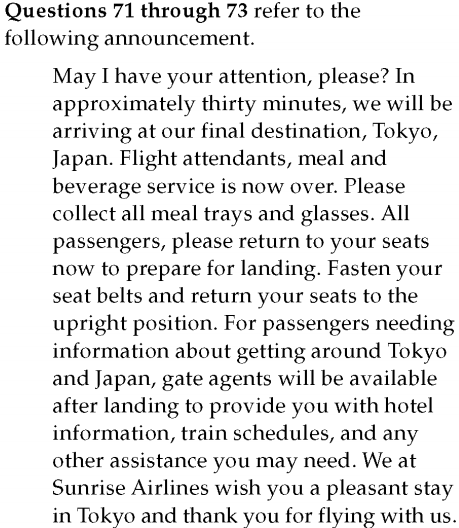 Questions 71 through 73 refer to the
following announcement.
May I have your attention, please? In
approximately thirty minutes, we will be
arriving at our final destination, Tokyo,
Japan. Flight attendants, meal and
beverage service is now over. Please
collect all meal trays and glasses. All
passengers, please return to your seats
now to prepare for landing. Fasten your
seat belts and return your seats to the
upright position. For passengers needing
information about getting around Tokyo
and Japan, gate agents will be available
after landing to provide you with hotel
information, train schedules, and any
other assistance you may need. We at
Sunrise Airlines wish you a pleasant stay
in Tokyo and thank you for flying with us.